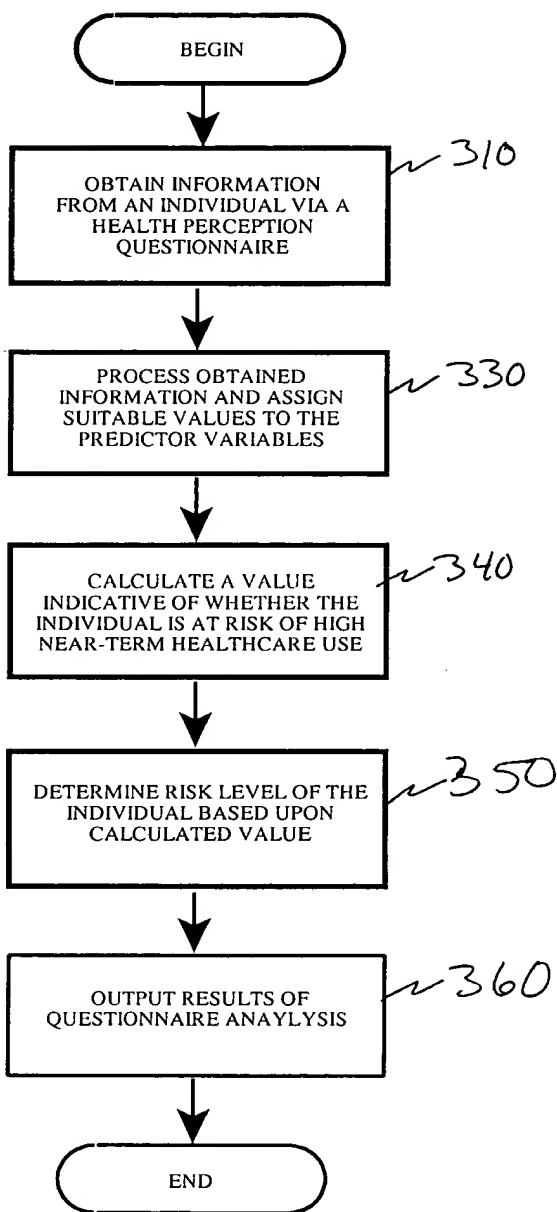 BEGIN
310
OBTAIN INFORMATION
FROM AN INDIVIDUAL VIA A
HEALTH PERCEPTION
QUESTIONNAIRE
330
PROCESS OBTAINED
INFORMATION AND ASSIGN
SUITABLE VALUES TO THE
PREDICTOR VARIABLES
340
CALCULATE A VALUE
INDICATIVE OF WHETHER THE
INDIVIDUAL IS AT RISK OF HIGH
NEAR-TERM HEALTHCARE USE
350
DETERMINE RISK LEVEL OF THE
INDIVIDUAL BASED UPON
CALCULATED VALUE
360
OUTPUT RESULTS OF
QUESTIONNAIRE ANAYLYSIS
END